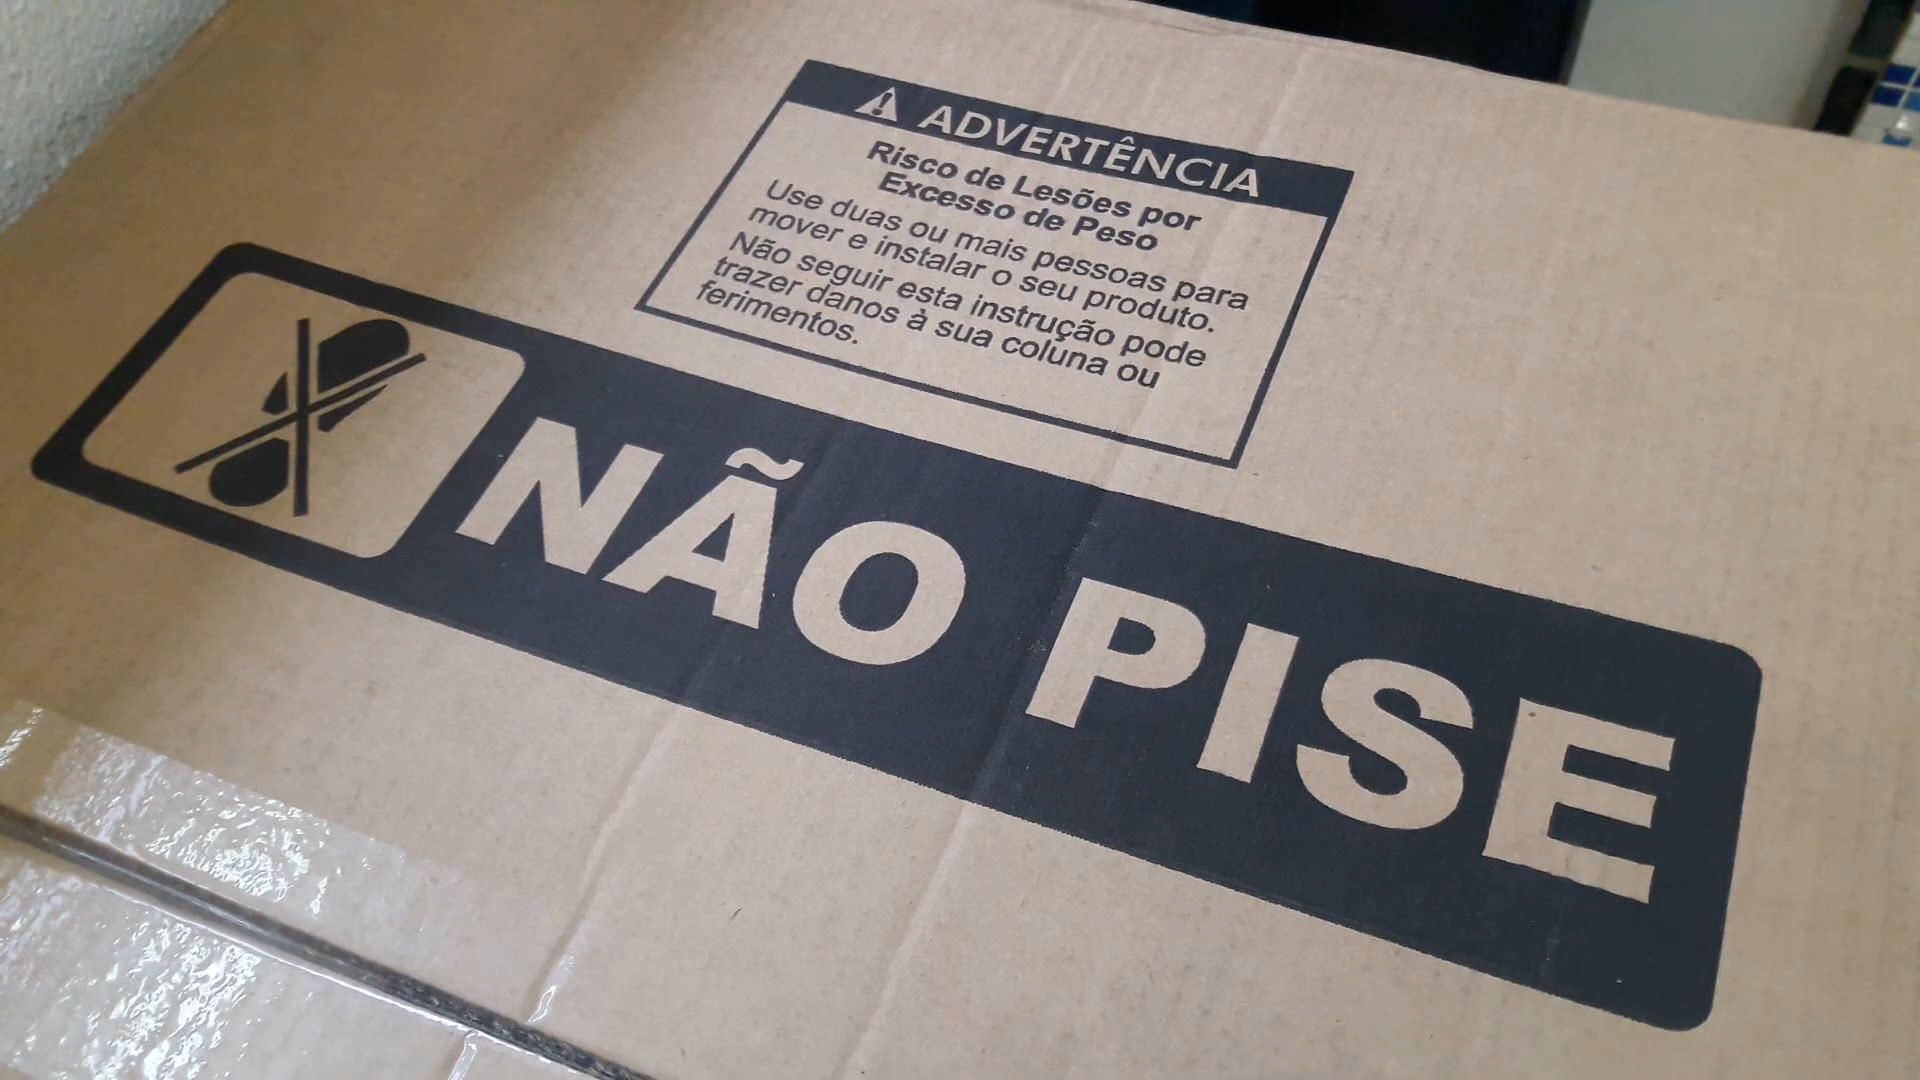 ADVERTÊNCIA
Risco de Lesões por
Excesso de Peso
Use duas ou mais pessoas para
mover e instalar o seu produto.
Não seguir esta instrução pode
trazer danos à sua coluna ou
ferimentos.
NÃO PISE